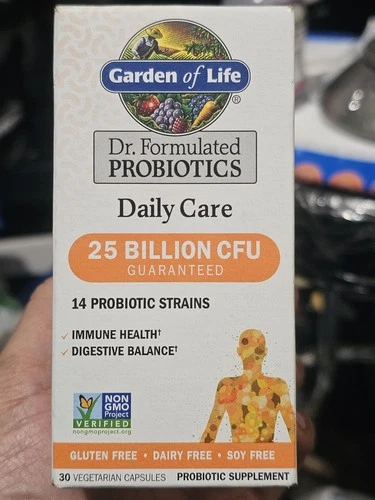 Garden of Life
®
Dr. Formulated
PROBIOTICS
Daily Care
25 BILLION CFU
GUARANTEED
14 PROBIOTIC STRAINS
✓ IMMUNE HEALTH†
✓ DIGESTIVE BALANCE†
NON
GMO
Project
VERIFIED
nongmoproject.org
GLUTEN FREE • DAIRY FREE • SOY FREE
30 VEGETARIAN CAPSULES PROBIOTIC SUPPLEMENT